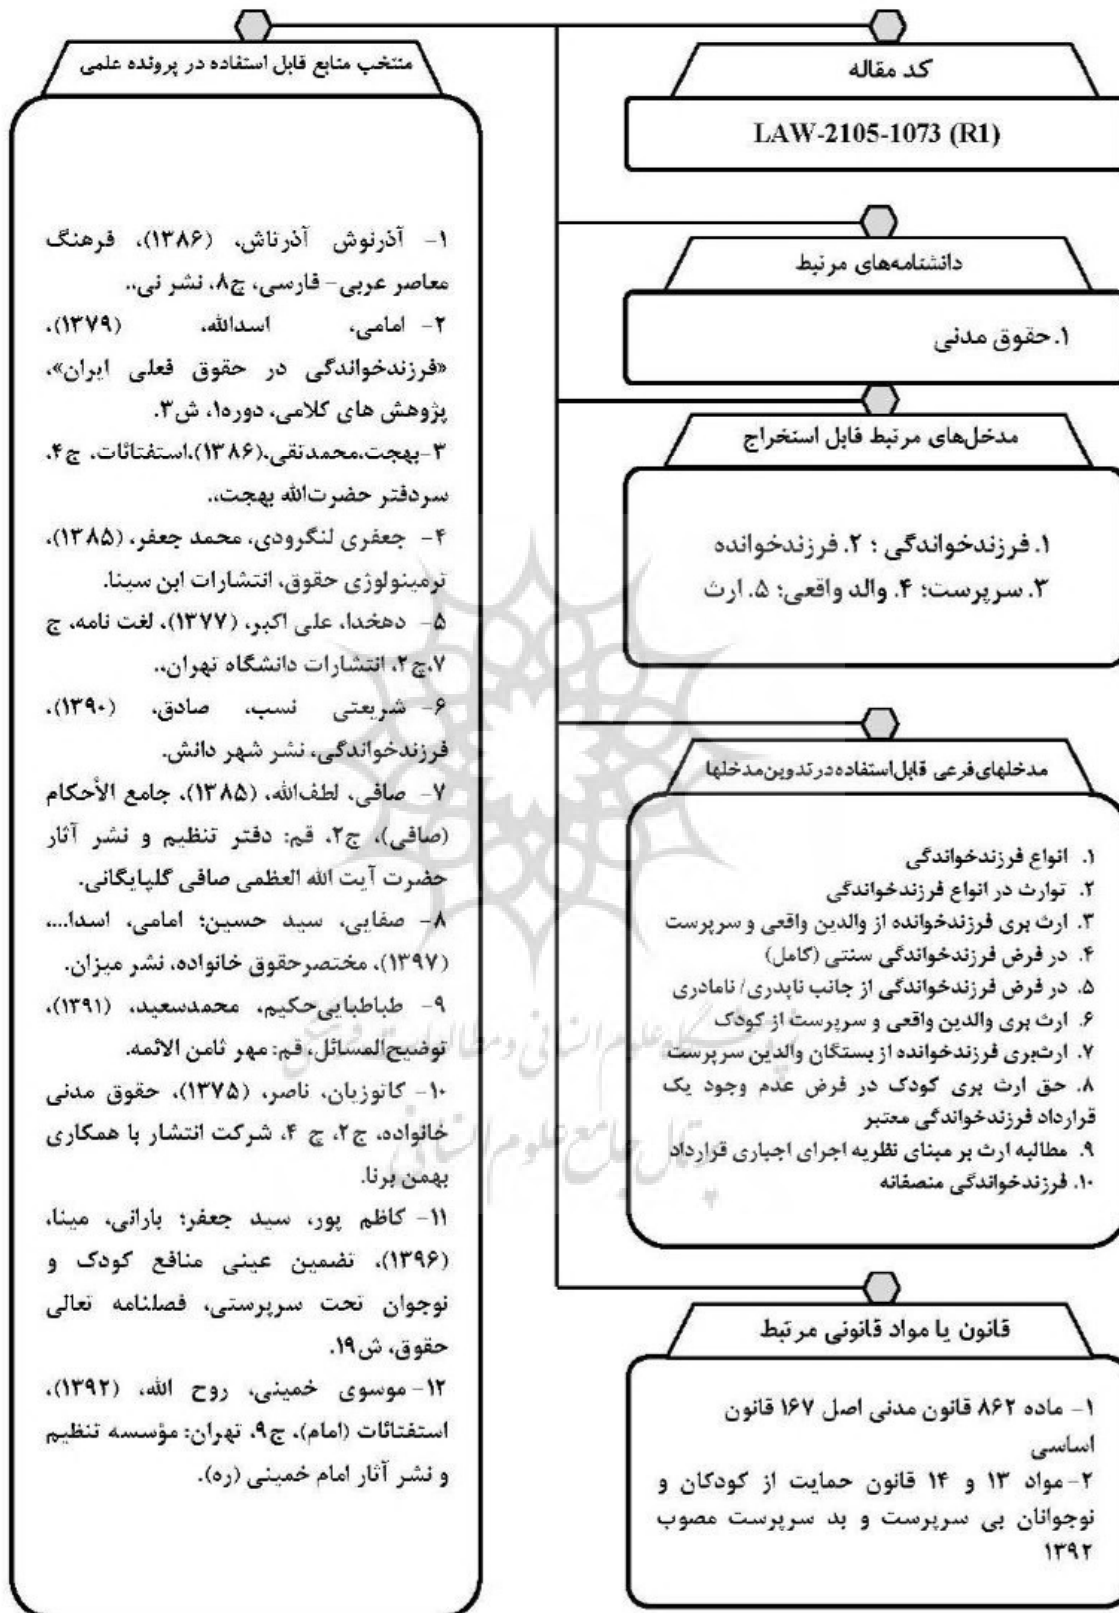 کد مقاله
LAW-2105-1073 (R1)
دانشنامه‌های مرتبط
۱. حقوق مدنی
مدخل‌های مرتبط قابل استخراج
۱. فرزندخواندگی؛ ۲. فرزندخوانده
۳. سرپرست؛ ۴. والد واقعی؛ ۵. ارث
مدخلهای فرعی قابل استفاده در تدوین مدخلها
۱. انواع فرزندخواندگی
۲. توارث در انواع فرزندخواندگی
۳. ارث بری فرزندخوانده از والدین واقعی و سرپرست
۴. در فرض فرزندخواندگی سنتی (کامل)
۵. در فرض فرزندخواندگی از جانب ناپدری/ نامادری
۶. ارث بری والدین واقعی و سرپرست از کودک
۷. ارث‌بری فرزندخوانده از بستگان والدین سرپرست
۸. حق ارث بری کودک در فرض عدم وجود یک
قرارداد فرزندخواندگی معتبر
۹. مطالبه ارث بر مبنای نظریه اجرای اجباری قرارداد
۱۰. فرزندخواندگی منصفانه
قانون یا مواد قانونی مرتبط
۱- ماده ۸۶۲ قانون مدنی اصل ۱۶۷ قانون
اساسی
۲- مواد ۱۳ و ۱۴ قانون حمایت از کودکان و
نوجوانان بی سرپرست و بد سرپرست مصوب
۱۳۹۲
منتخب منابع قابل استفاده در پرونده علمی
۱- آذرنوش آذرتاش، (۱۳۸۶)، فرهنگ
معاصر عربی- فارسی، چ۸، نشر نی..
۲- امامی، اسدالله، (۱۳۷۹)،
«فرزندخواندگی در حقوق فعلی ایران»،
پژوهش های کلامی، دوره۱، ش۳.
۳-بهجت،محمدتقی،(۱۳۸۶)،استفتائات، ج۴،
سردفتر حضرت‌الله بهجت،.
۴- جعفری لنگرودی، محمد جعفر، (۱۳۸۵)،
ترمینولوژی حقوق، انتشارات ابن سینا.
۵- دهخدا، علی اکبر، (۱۳۷۷)، لغت نامه، ج
۷،چ۲، انتشارات دانشگاه تهران،.
۶- شریعتی نسب، صادق، (۱۳۹۰)،
فرزندخواندگی، نشر شهر دانش.
۷- صافی، لطف‌الله، (۱۳۸۵)، جامع الأحکام
(صافی)، ج۲، قم: دفتر تنظیم و نشر آثار
حضرت آیت الله العظمی صافی گلپایگانی.
۸- صفایی، سید حسین؛ امامی، اسدا...،
(۱۳۹۷)، مختصرحقوق خانواده، نشر میزان.
۹- طباطبایی‌حکیم، محمدسعید، (۱۳۹۱)،
توضیح‌المسائل، قم: مهر ثامن الائمه.
۱۰- کاتوزیان، ناصر، (۱۳۷۵)، حقوق مدنی
خانواده، ج۲، چ ۴، شرکت انتشار با همکاری
بهمن برنا.
۱۱- کاظم پور، سید جعفر؛ بارانی، مینا،
(۱۳۹۶)، تضمین عینی منافع کودک و
نوجوان تحت سرپرستی، فصلنامه تعالی
حقوق، ش۱۹.
۱۲- موسوی خمینی، روح الله، (۱۳۹۲)،
استفتائات (امام)، ج۹، تهران: مؤسسه تنظیم
و نشر آثار امام خمینی (ره).
پژوهشگاه علوم انسانی و مطالعات فرهنگی
پرتال جامع علوم انسانی